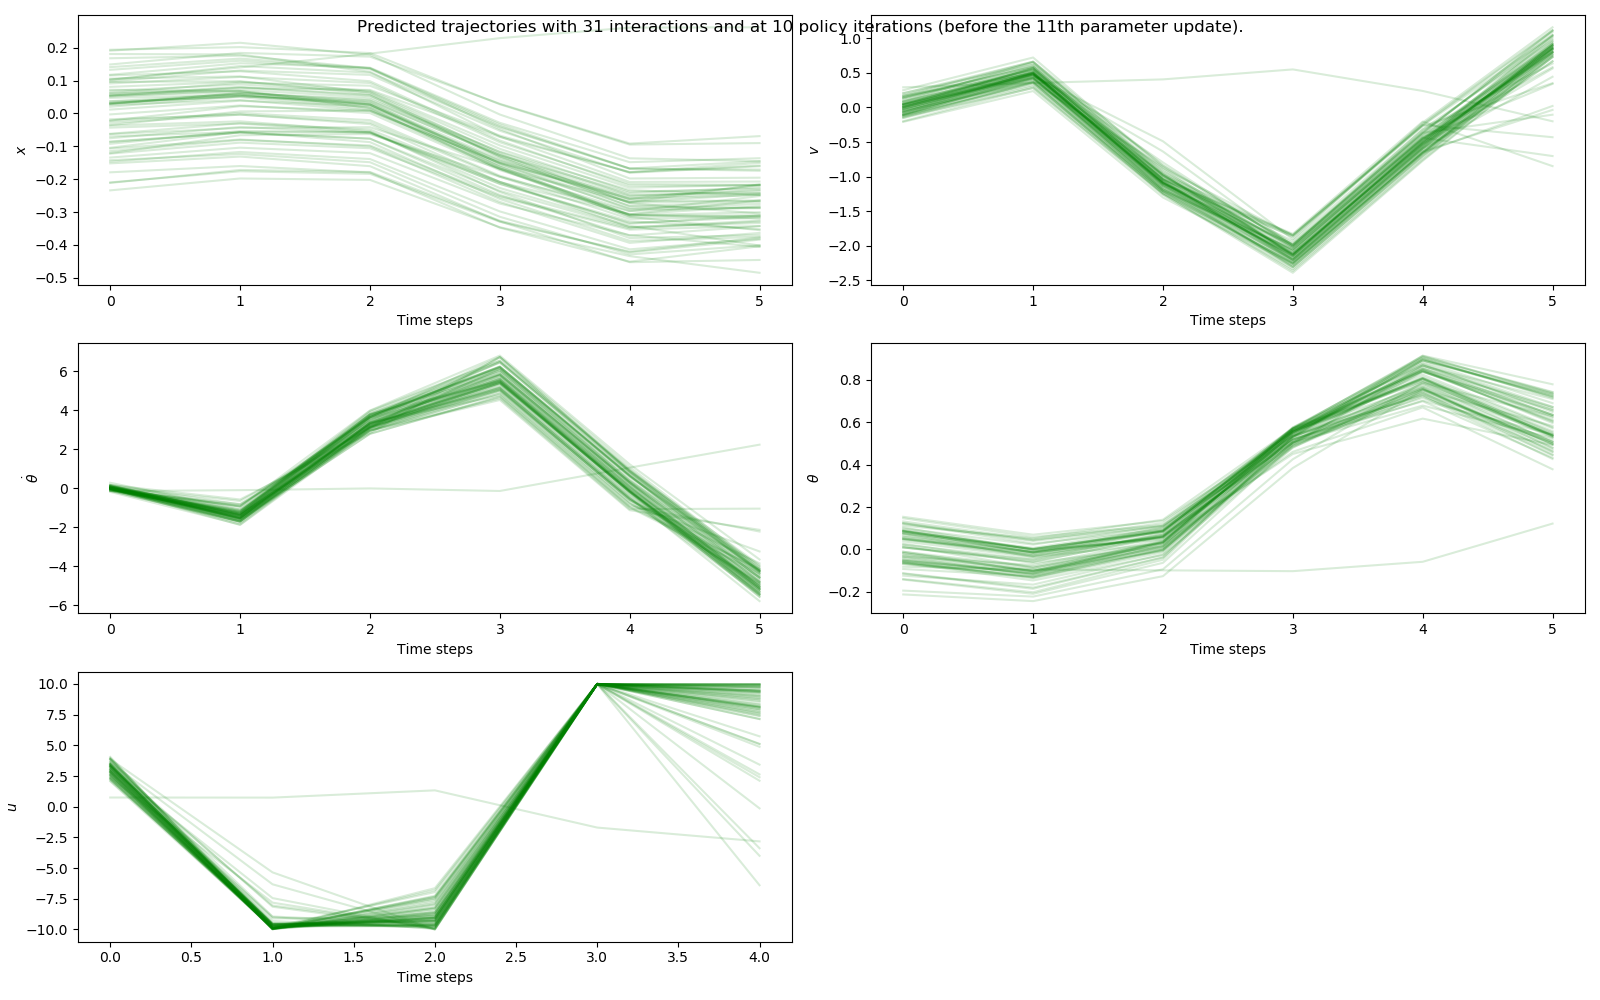 Predicted trajectories with 31 interactions and at 10 policy iterations (before the 11th parameter update).
0.2
0.1
0.0
−0.1
−0.2
−0.3
−0.4
−0.5
x
0 1 2 3 4 5
Time steps
1.0
0.5
0.0
−0.5
−1.0
−1.5
−2.0
−2.5
v
0 1 2 3 4 5
Time steps
6
4
2
0
−2
−4
−6
θ̇
0 1 2 3 4 5
Time steps
0.8
0.6
0.4
0.2
0.0
−0.2
θ
0 1 2 3 4 5
Time steps
10.0
7.5
5.0
2.5
0.0
−2.5
−5.0
−7.5
−10.0
u
0.0 0.5 1.0 1.5 2.0 2.5 3.0 3.5 4.0
Time steps